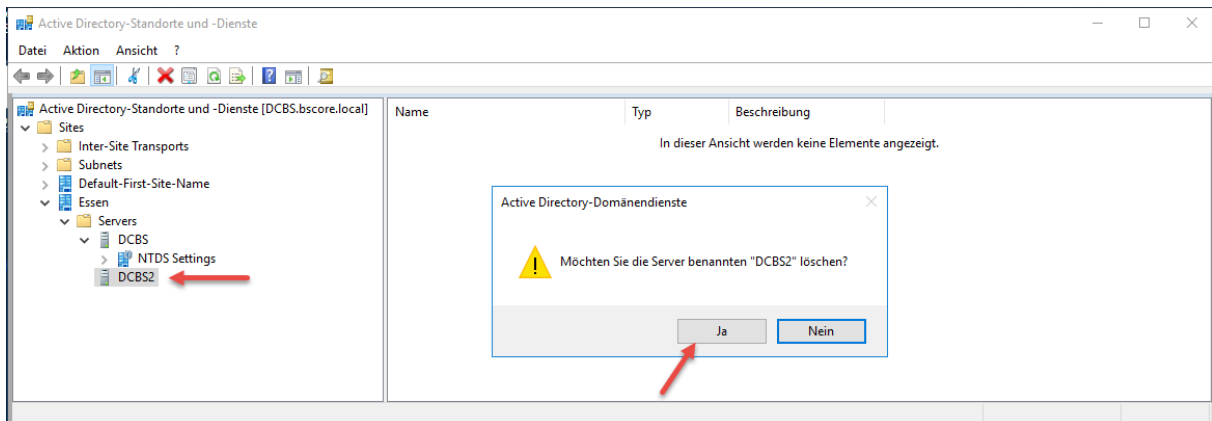 Active Directory-Standorte und -Dienste
Datei Aktion Ansicht ?
Active Directory-Standorte und -Dienste [DCBS.bscore.local]
Sites
Inter-Site Transports
Subnets
Default-First-Site-Name
Essen
Servers
DCBS
NTDS Settings
DCBS2
Name Typ Beschreibung
In dieser Ansicht werden keine Elemente angezeigt.
Active Directory-Domänendienste
Möchten Sie die Server benannten "DCBS2" löschen?
Ja Nein